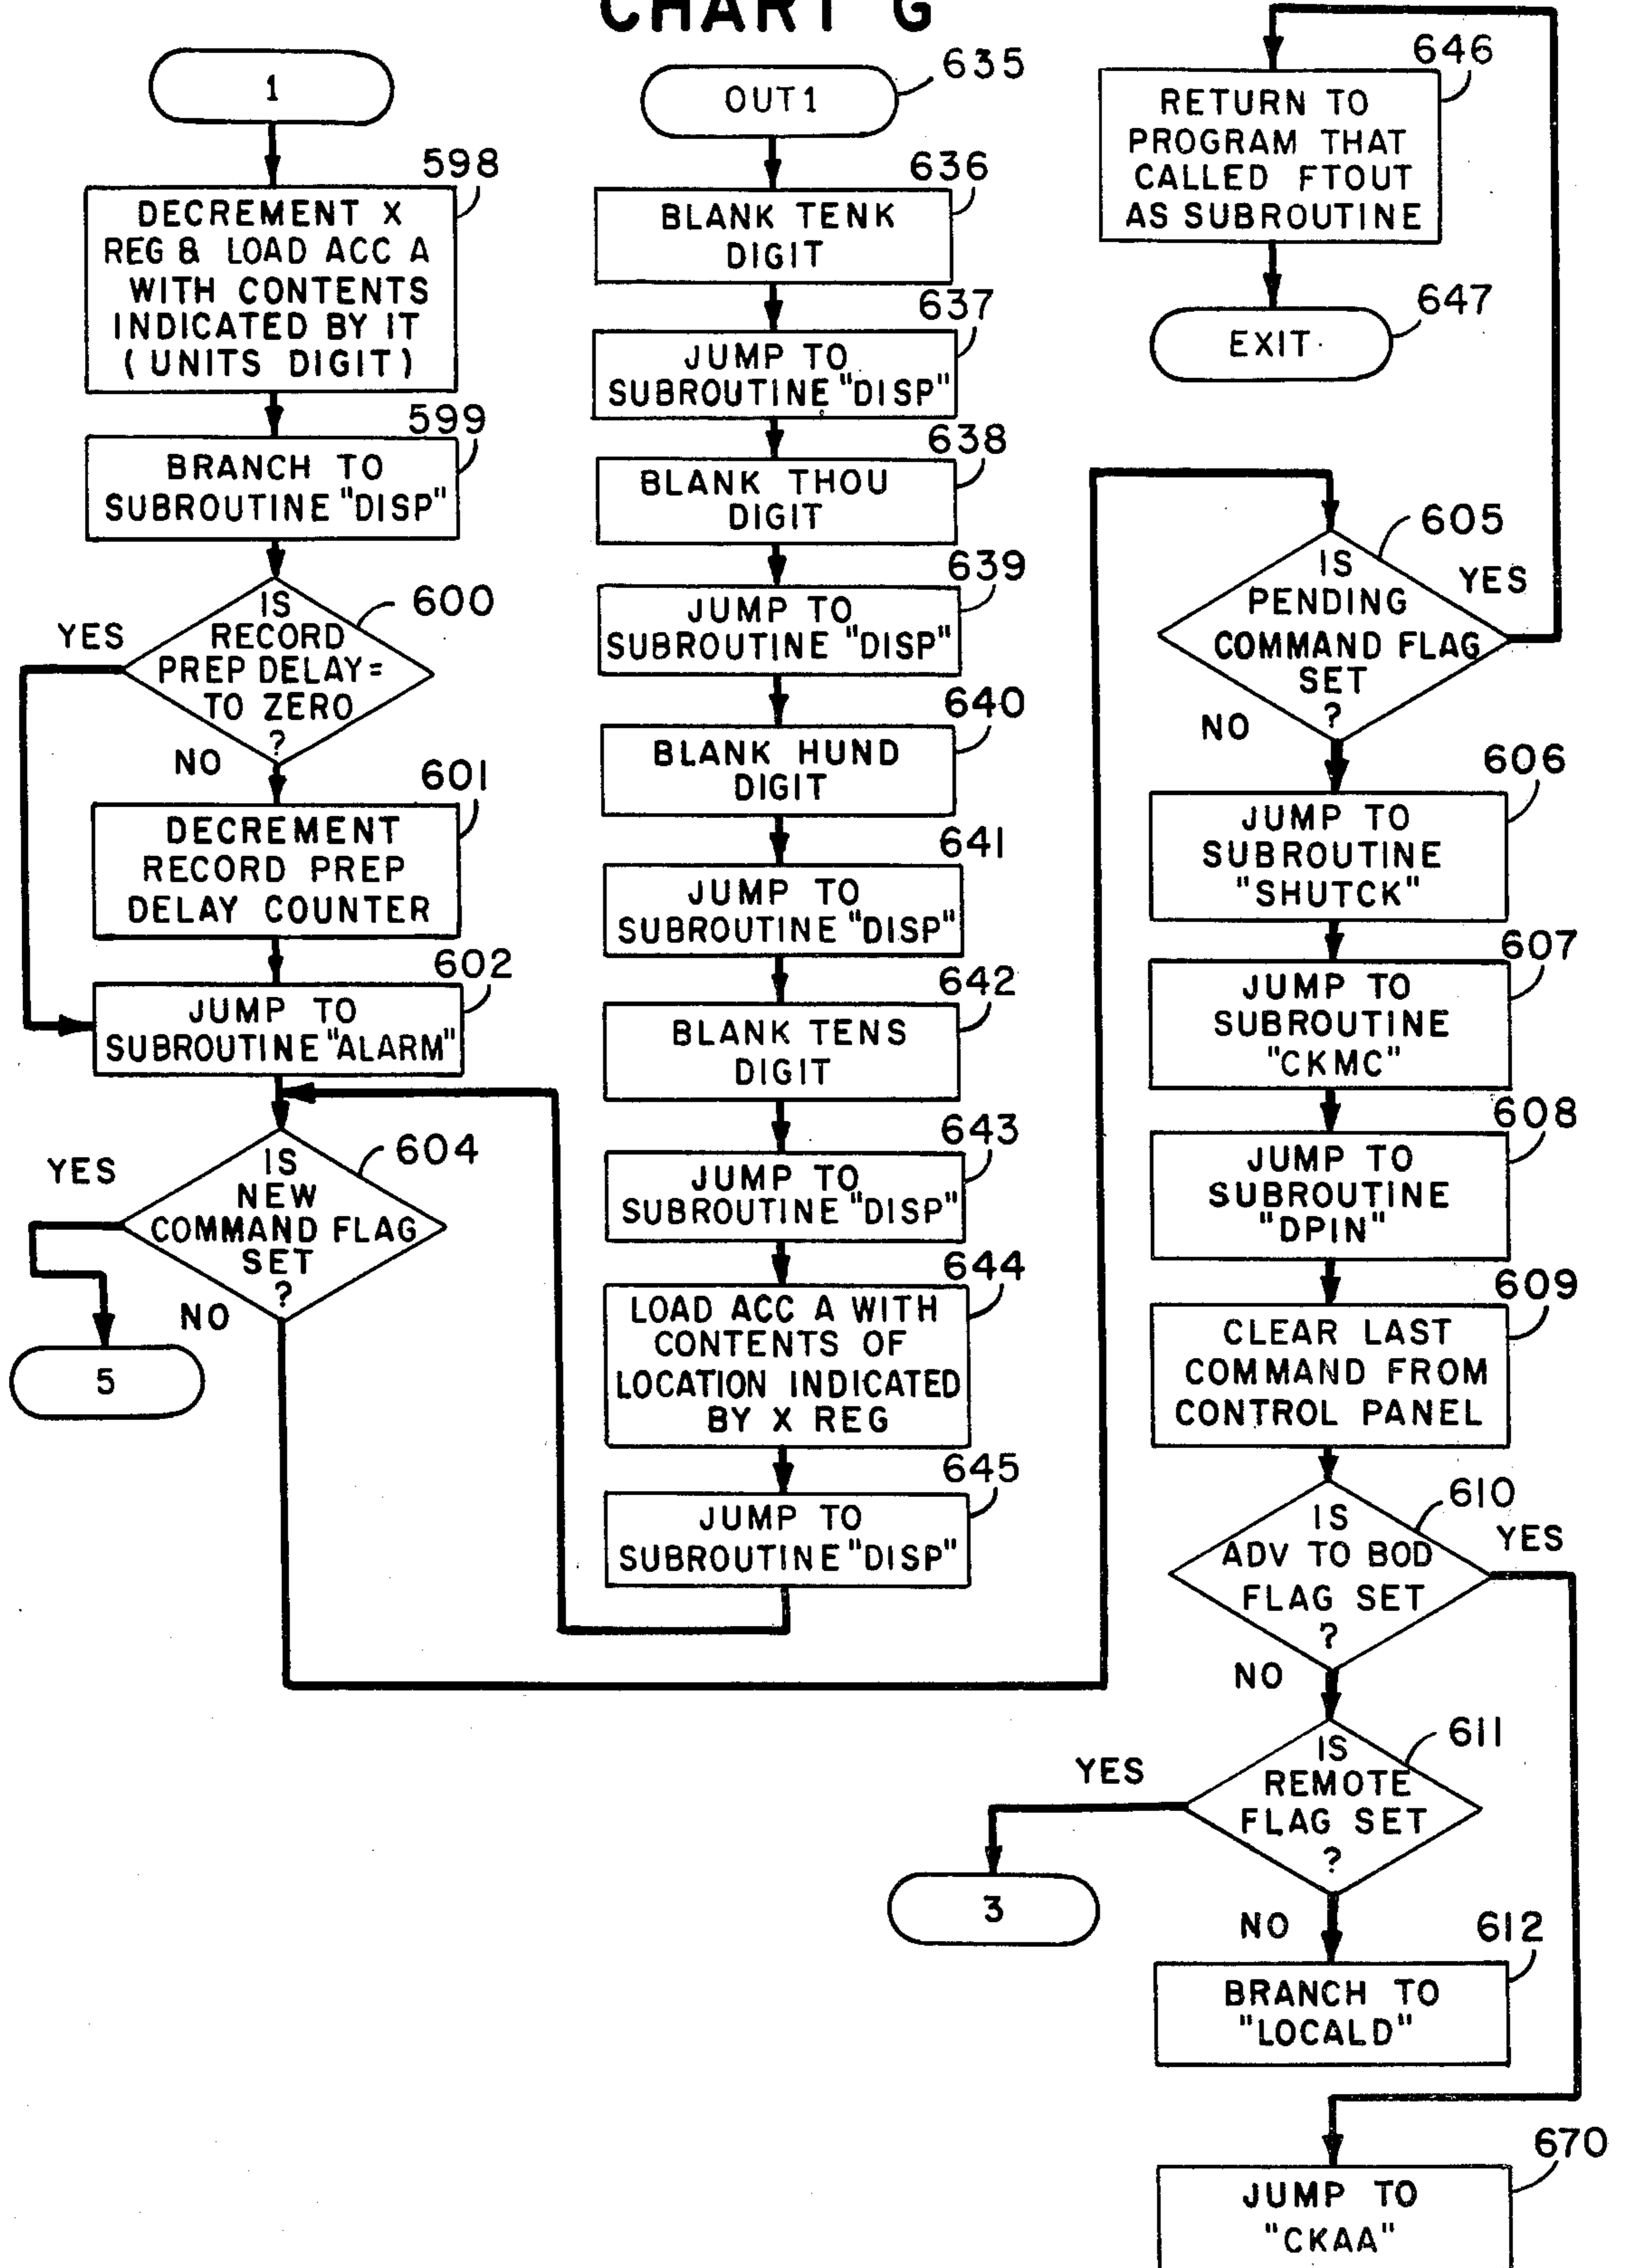 CHART G
1
598
DECREMENT X
REG & LOAD ACC A
WITH CONTENTS
INDICATED BY IT
(UNITS DIGIT)
599
BRANCH TO
SUBROUTINE "DISP"
600
IS
RECORD
PREP DELAY=
TO ZERO
?
YES
NO
601
DECREMENT
RECORD PREP
DELAY COUNTER
602
JUMP TO
SUBROUTINE "ALARM"
604
IS
NEW
COMMAND FLAG
SET
?
YES
NO
5
OUT1
635
636
BLANK TENK
DIGIT
637
JUMP TO
SUBROUTINE "DISP"
638
BLANK THOU
DIGIT
639
JUMP TO
SUBROUTINE "DISP"
640
BLANK HUND
DIGIT
641
JUMP TO
SUBROUTINE "DISP"
642
BLANK TENS
DIGIT
643
JUMP TO
SUBROUTINE "DISP"
644
LOAD ACC A WITH
CONTENTS OF
LOCATION INDICATED
BY X REG
645
JUMP TO
SUBROUTINE "DISP"
646
RETURN TO
PROGRAM THAT
CALLED FTOUT
AS SUBROUTINE
647
EXIT
605
IS
PENDING
COMMAND FLAG
SET
?
YES
NO
606
JUMP TO
SUBROUTINE
"SHUTCK"
607
JUMP TO
SUBROUTINE
"CKMC"
608
JUMP TO
SUBROUTINE
"DPIN"
609
CLEAR LAST
COMMAND FROM
CONTROL PANEL
610
IS
ADV TO BOD
FLAG SET
?
YES
NO
611
IS
REMOTE
FLAG SET
?
YES
3
NO
612
BRANCH TO
"LOCALD"
670
JUMP TO
"CKAA"